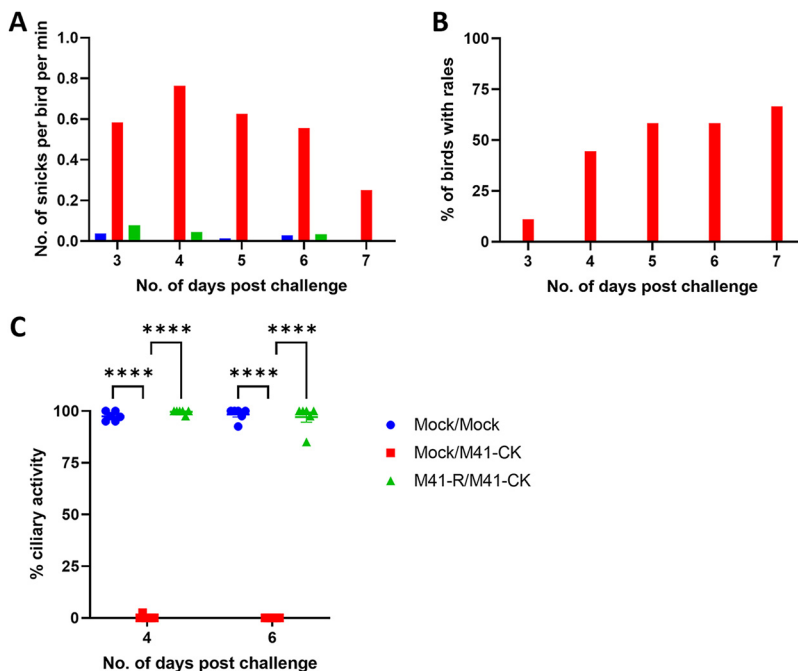 A
No. of snicks per bird per min
1.0
0.8
0.6
0.4
0.2
0.0
3 4 5 6 7
No. of days post challenge
B
% of birds with rales
100
75
50
25
0
3 4 5 6 7
No. of days post challenge
C
**** ****
**** ****
% ciliary activity
100
75
50
25
0
4 6
No. of days post challenge
Mock/Mock
Mock/M41-CK
M41-R/M41-CK